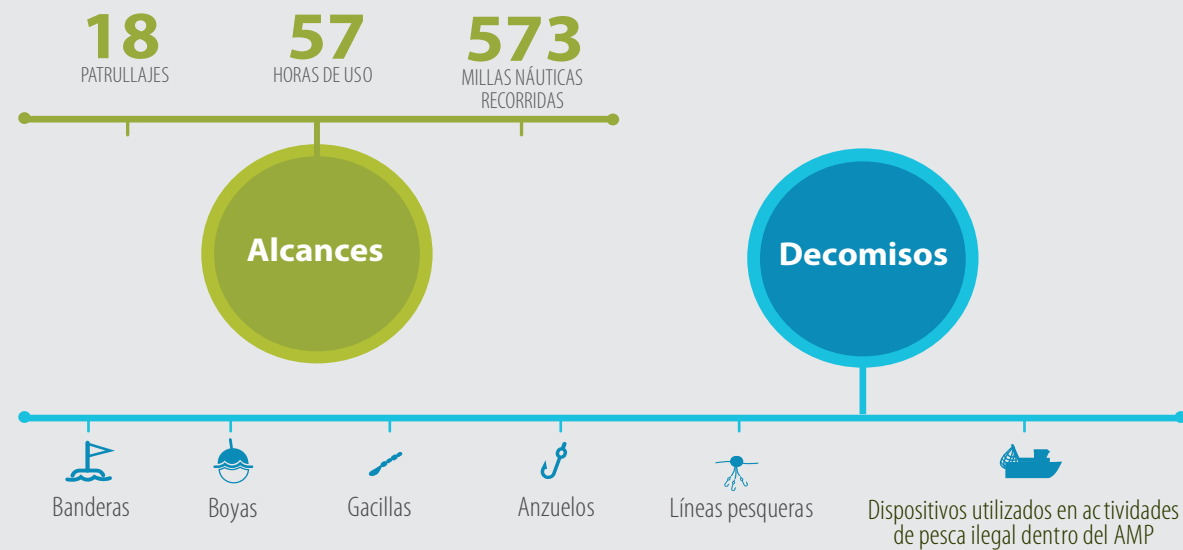 18
PATRULLAJES
57
HORAS DE USO
573
MILLAS NÁUTICAS
RECORRIDAS
Alcances
Decomisos
Banderas
Boyas
Gacillas
Anzuelos
Líneas pesqueras
Dispositivos utilizados en ac tividades
de pesca ilegal dentro del AMP